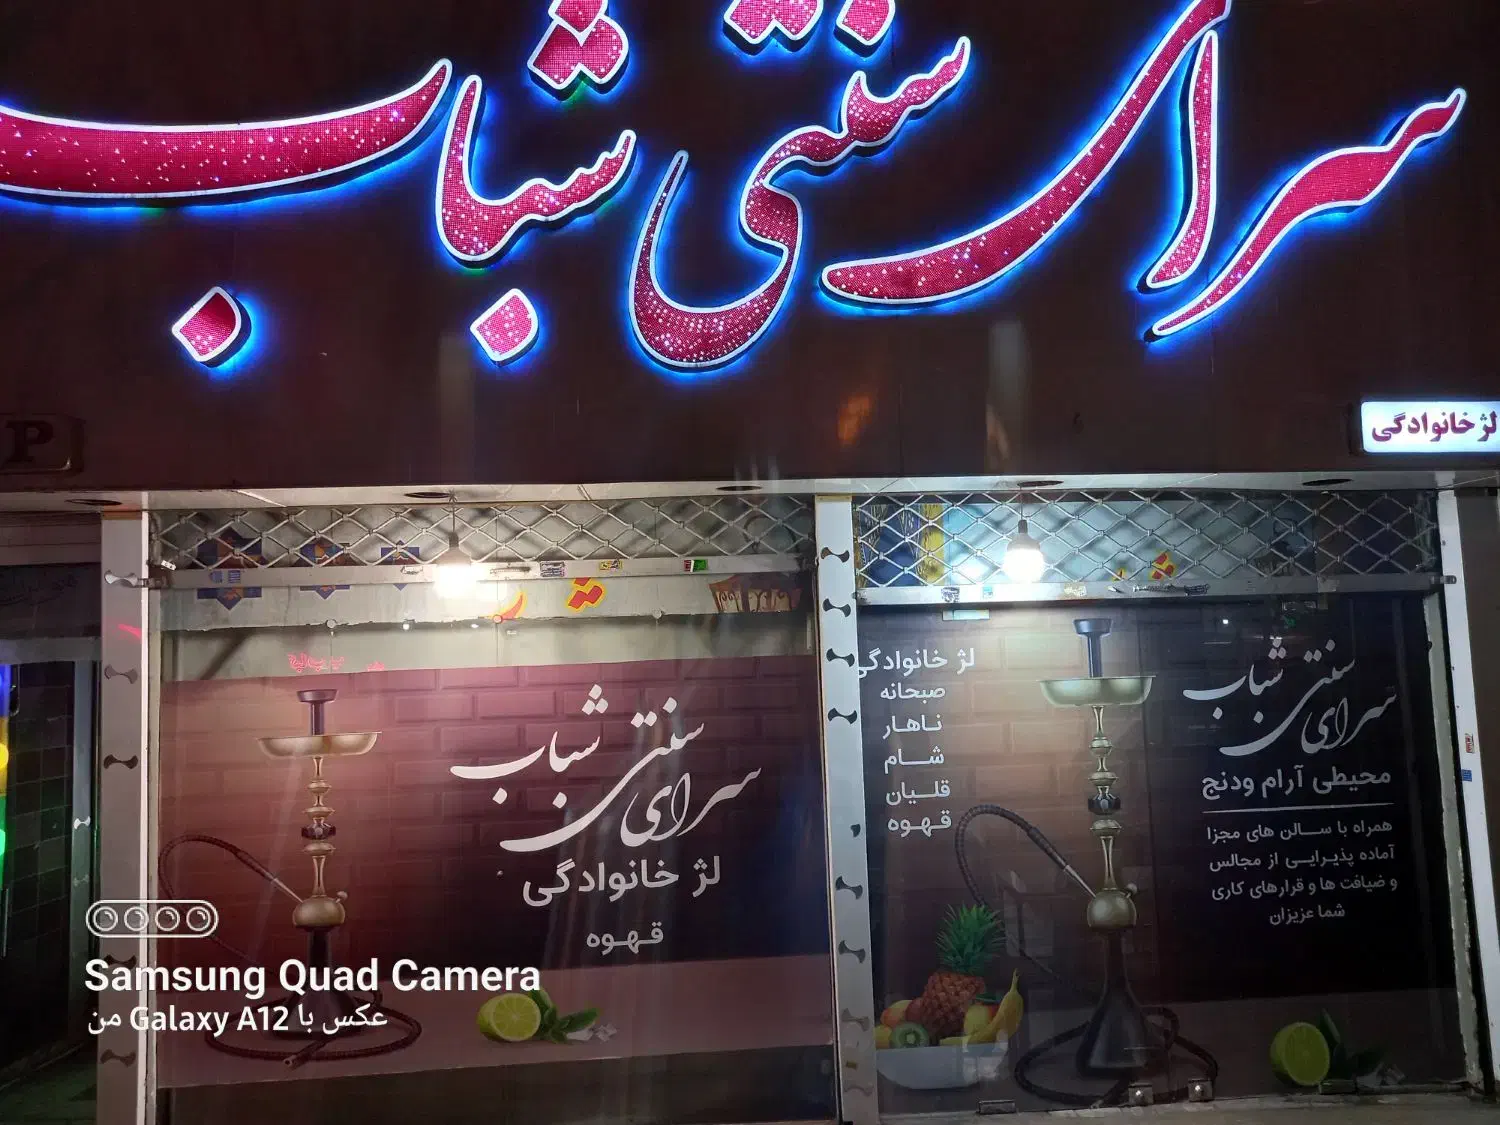 سرای سنتی شباب
لژ خانوادگی
P
سرای سنتی شباب
لژ خانوادگی
قهوه
لژ خانوادگی
صبحانه
ناهار
شام
قلیان
قهوه
سرای سنتی شباب
محیطی آرام ودنج
همراه با سالن های مجزا
آماده پذیرایی از مجالس
و ضیافت ها و قرارهای کاری
شما عزیزان
Samsung Quad Camera
عکس با Galaxy A12 من